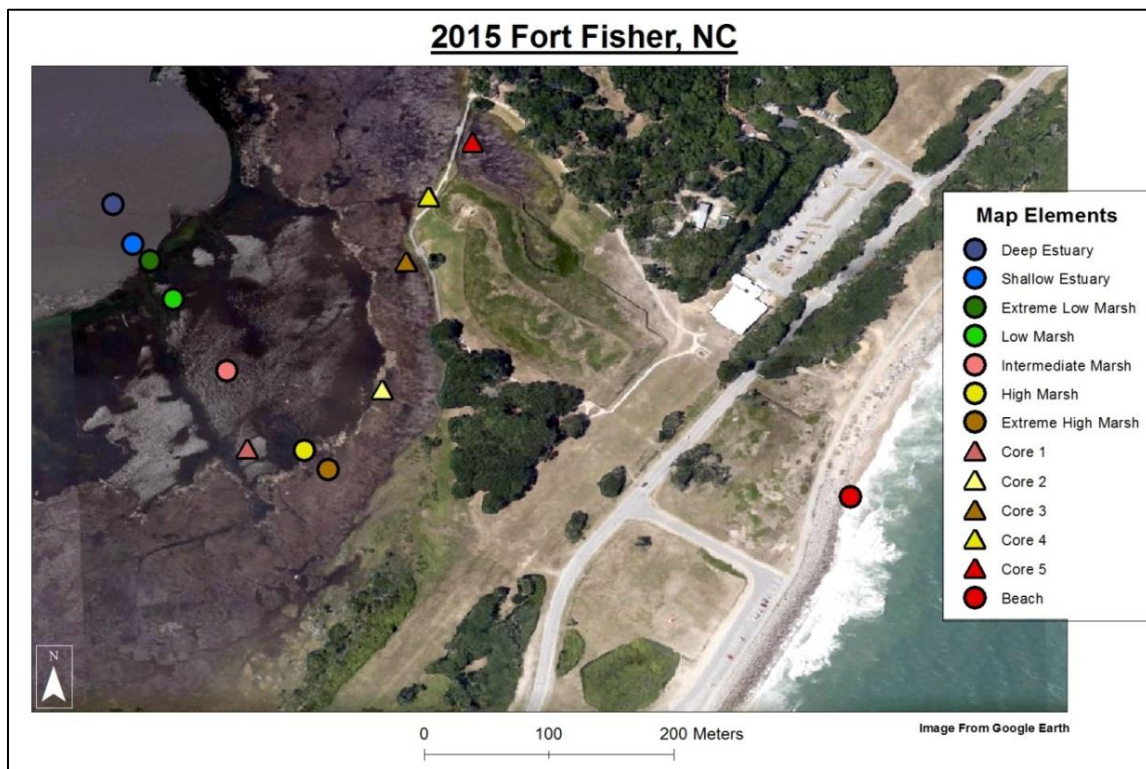 2015 Fort Fisher, NC
Map Elements
Deep Estuary
Shallow Estuary
Extreme Low Marsh
Low Marsh
Intermediate Marsh
High Marsh
Extreme High Marsh
Core 1
Core 2
Core 3
Core 4
Core 5
Beach
N
Image From Google Earth
0 100 200 Meters